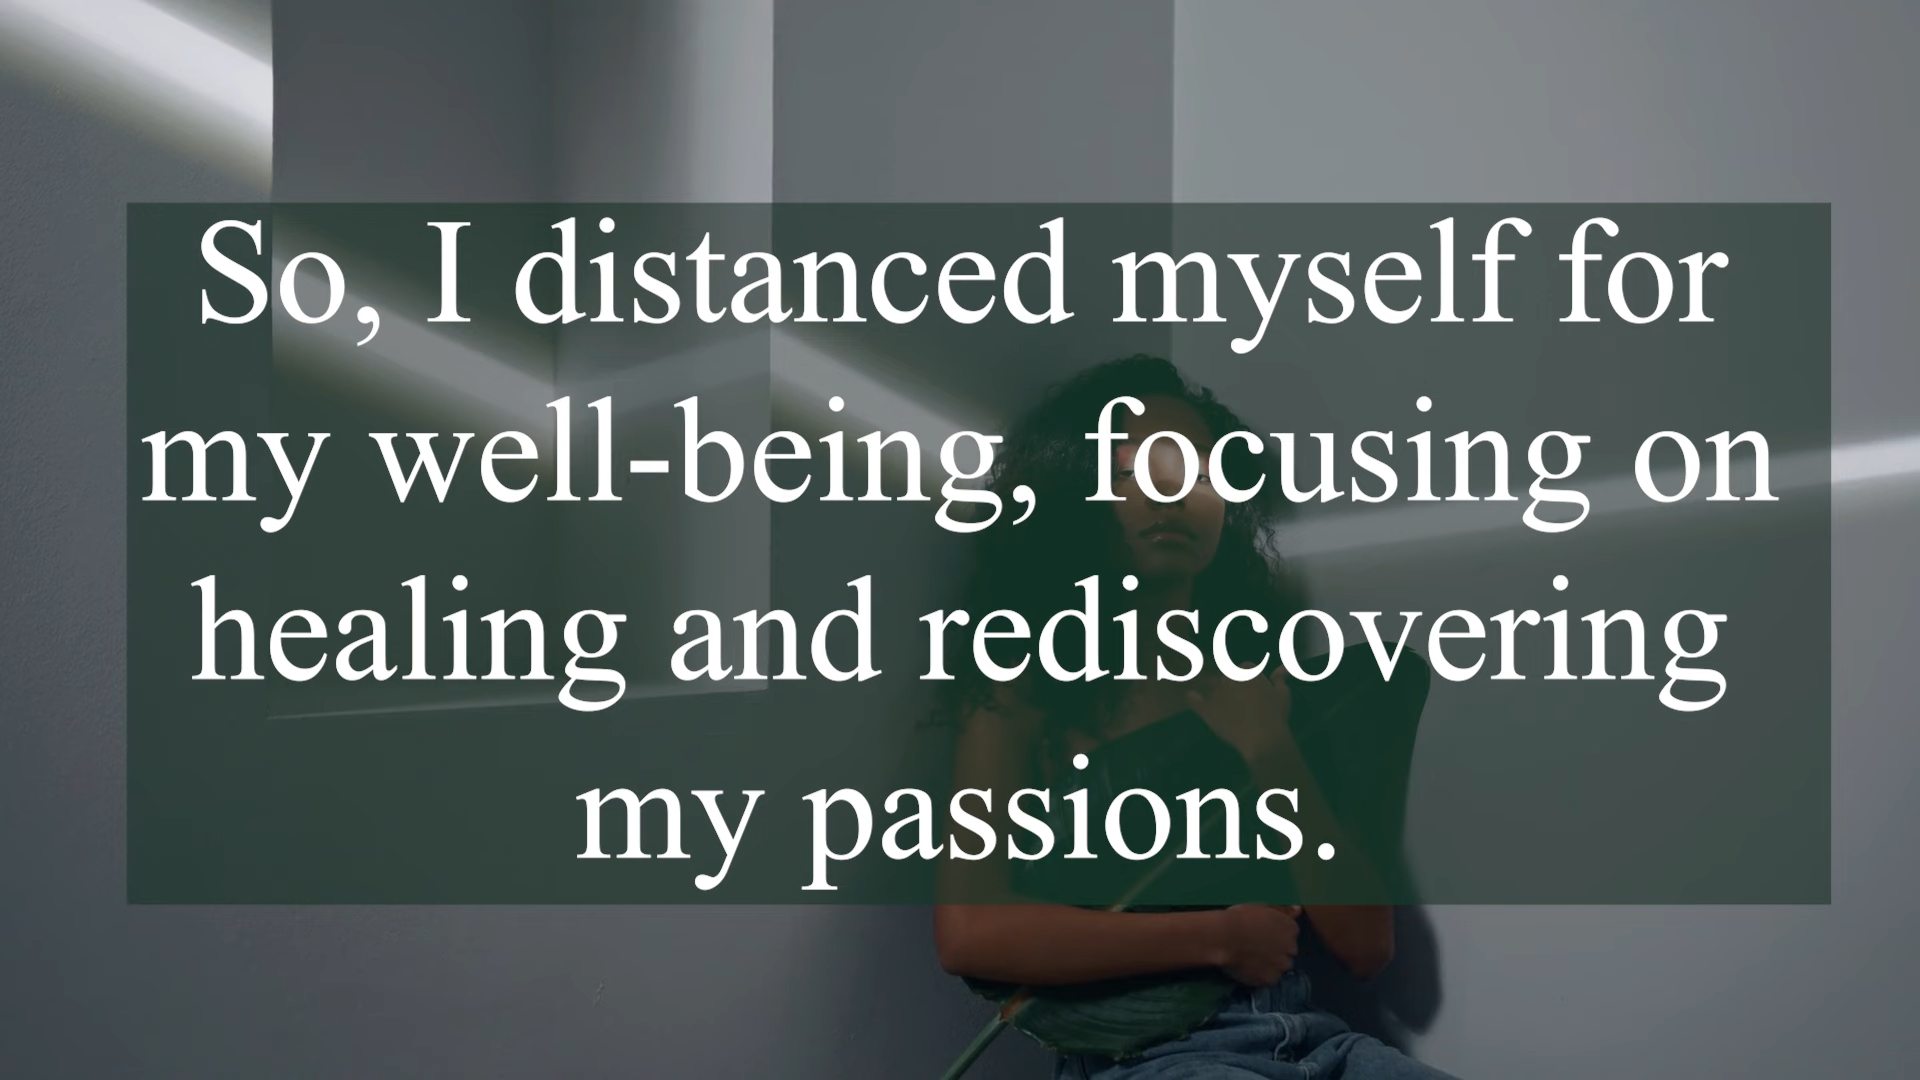 So, I distanced myself for
my well-being, focusing on
healing and rediscovering
my passions.